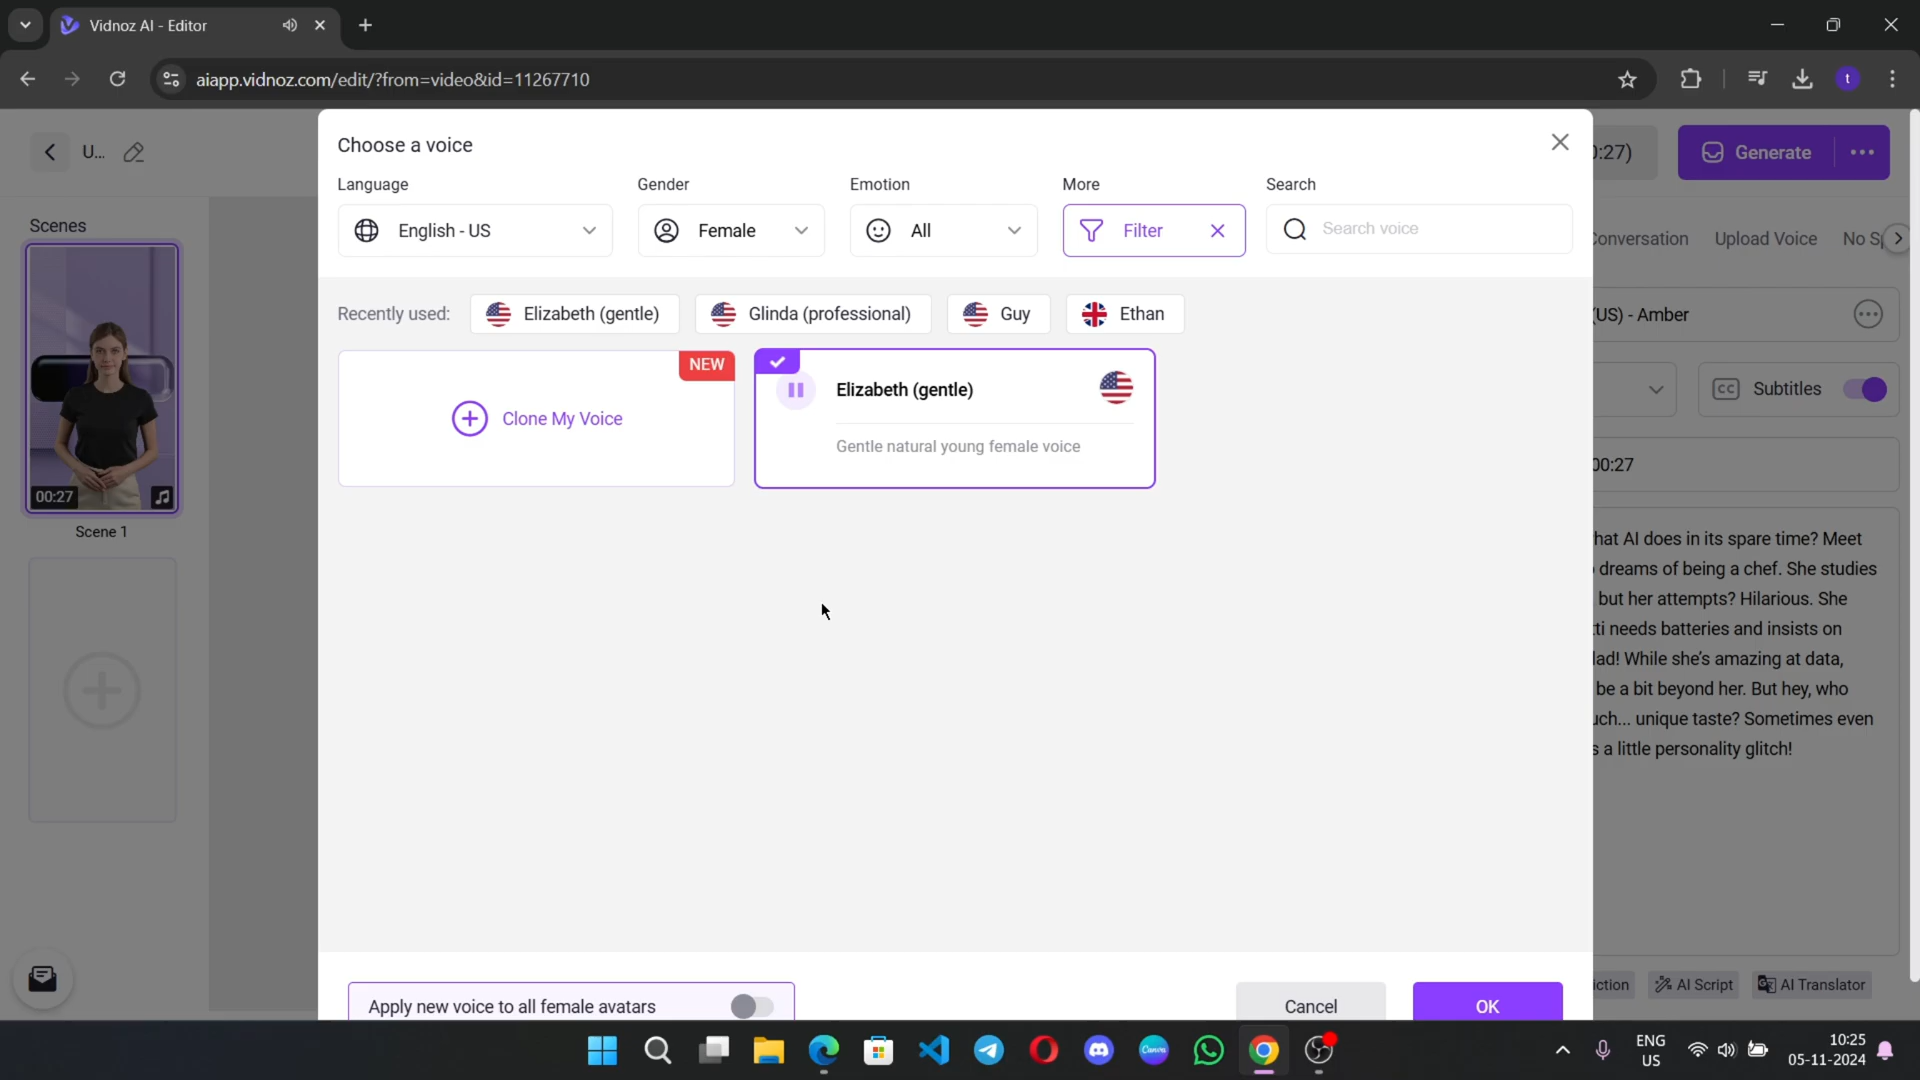 Vidnoz AI - Editor
aiapp.vidnoz.com/edit/?from=video&id=11267710
t
U...
:27)
Generate
Choose a voice
Language
Gender
Emotion
More
Search
English - US
Female
All
Filter
Search voice
Scenes
Conversation
Upload Voice
No S
Recently used:
Elizabeth (gentle)
Glinda (professional)
Guy
Ethan
(US) - Amber
NEW
Clone My Voice
Elizabeth (gentle)
Gentle natural young female voice
CC
Subtitles
00:27
00:27
Scene 1
hat AI does in its spare time? Meet
dreams of being a chef. She studies
but her attempts? Hilarious. She
ti needs batteries and insists on
lad! While she's amazing at data,
be a bit beyond her. But hey, who
uch... unique taste? Sometimes even
s a little personality glitch!
Apply new voice to all female avatars
Cancel
OK
iction
AI Script
AI Translator
Canva
ENG
US
10:25
05-11-2024